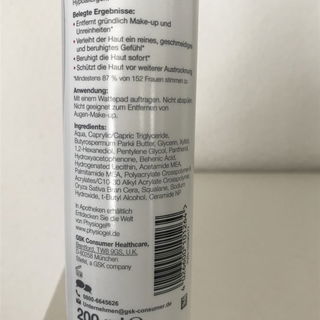 Hypoallergen
Belegte Ergebnisse:
• Entfernt gründlich Make-up und
Unreinheiten*
• Verleiht der Haut ein reines, geschmeidiges
und beruhigtes Gefühl*
• Beruhigt die Haut sofort*
• Schützt die Haut vor weiterer Austrocknung
*Mindestens 87 % von 152 Frauen stimmen zu
Anwendung:
Mit einem Wattepad auftragen. Nicht abspülen.
Nicht geeignet zum Entfernen von
Augen-Make-up.
Ingredients:
Aqua, Caprylic/Capric Triglyceride,
Butyrospermum Parkii Butter, Glycerin, Xylitol,
1,2-Hexanediol, Pentylene Glycol, Panthenol,
Hydroxyacetophenone, Behenic Acid,
Hydrogenated Lecithin, Acetamide MEA,
Palmitamide MEA, Polyacrylate Crosspolymer
Acrylates/C10-30 Alkyl Acrylate Crosspolymer,
Oryza Sativa Bran Cera, Squalane, Sodium
Hydroxide, t-Butyl Alcohol, Ceramide NP
In Apotheken erhältlich
Entdecken Sie die Welt
von Physiogel®
www.physiogel.de
GSK Consumer Healthcare,
Brentford, TW8 9GS, U.K.
D-80258 München
Stiefel, a GSK company
0800-6645626
Unternehmen@gsk-consumer.de
200 ml